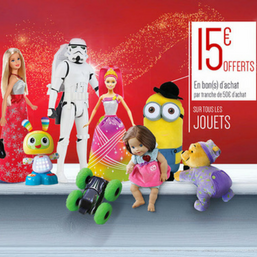 15€
OFFERTS
En bon(s) d'achat
par tranche de 50€ d'achat
SUR TOUS LES
JOUETS